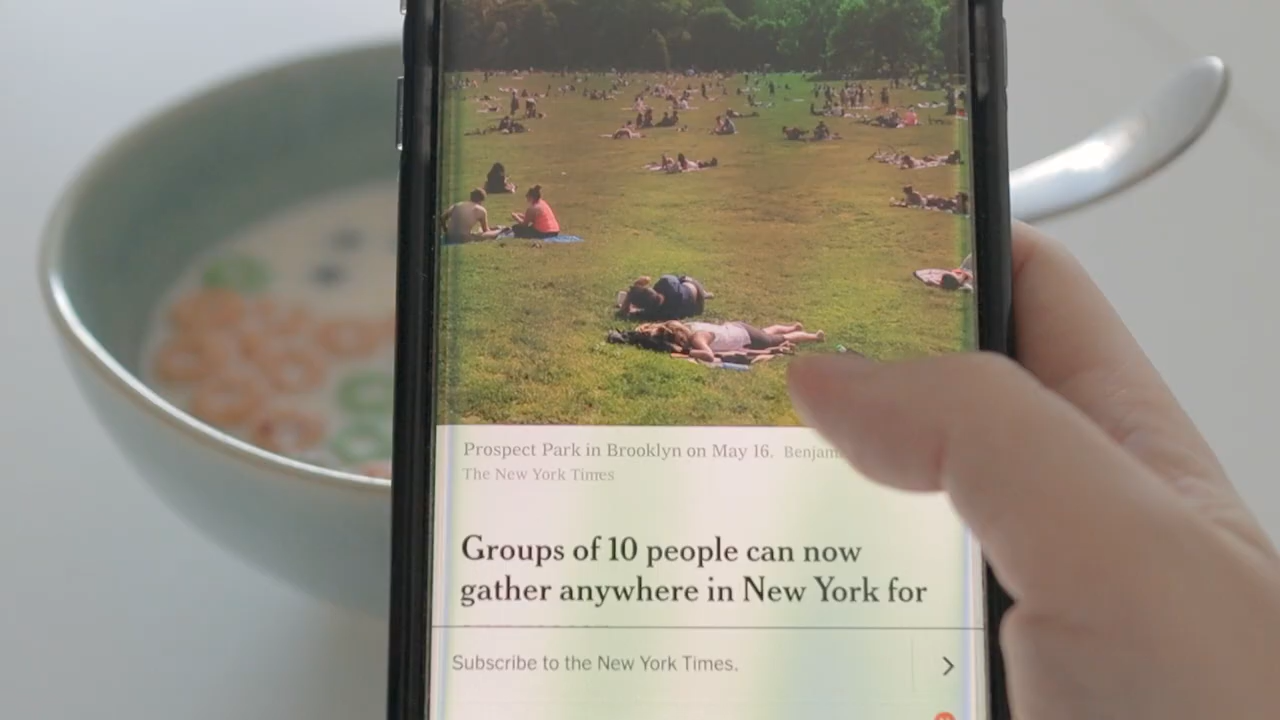 Prospect Park in Brooklyn on May 16.
The New York Times
Groups of 10 people can now
gather anywhere in New York for
Subscribe to the New York Times.